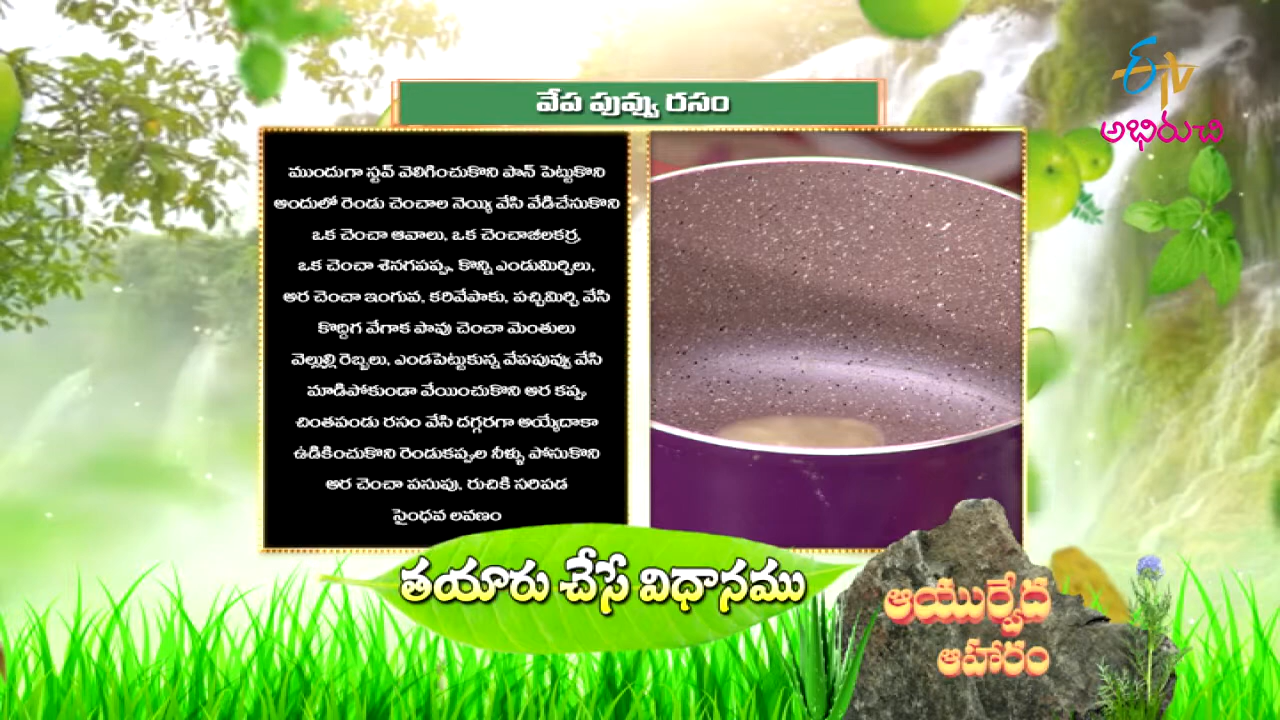 వేప పువ్వు రసం
ETV
అభిరుచి
ముందుగా స్టవ్ వెలిగించుకొని పాన్ పెట్టుకొని
అందులో రెండు చెంచాల నెయ్యి వేసి వేడిచేసుకొని
ఒక చెంచా ఆవాలు, ఒక చెంచాజీలకర్ర,
ఒక చెంచా శెనగపప్పు, కొన్ని ఎండుమిర్చిలు,
అర చెంచా ఇంగువ, కరివేపాకు, పచ్చిమిర్చి వేసి
కొద్దిగ వేగాక పావు చెంచా మెంతులు
వెల్లుల్లి రెబ్బలు, ఎండపెట్టుకున్న వేపపువ్వు వేసి
మాడిపోకుండా వేయించుకొని అర కప్పు
చింతపండు రసం వేసి దగ్గరగా అయ్యేదాకా
ఉడికించుకొని రెండుకప్పుల నీళ్ళు పోసుకొని
అర చెంచా పసుపు, రుచికి సరిపడ
సైంధవ లవణం
తయారు చేసే విధానము
ఆయుర్వేద
ఆహారం